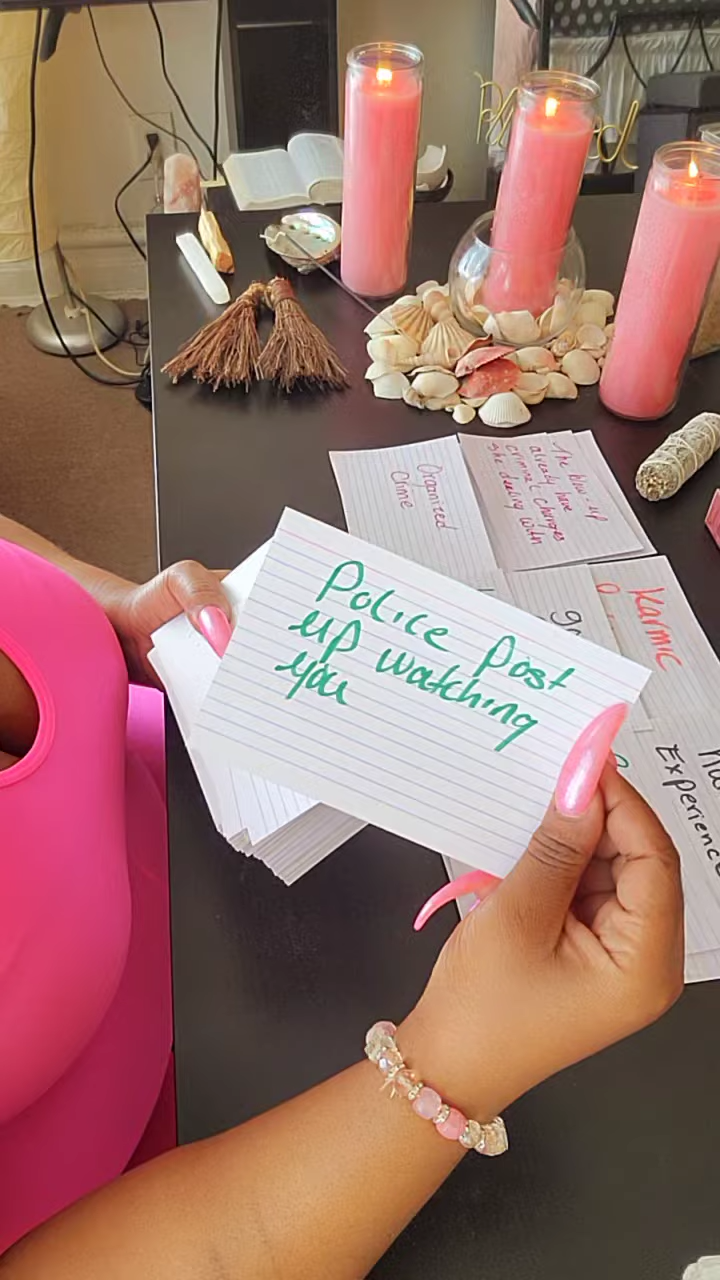 Police Post
up watching
you
Organized
Crime
The blow-up
already have
criminal charges
she dealing with
Karmic
Experience